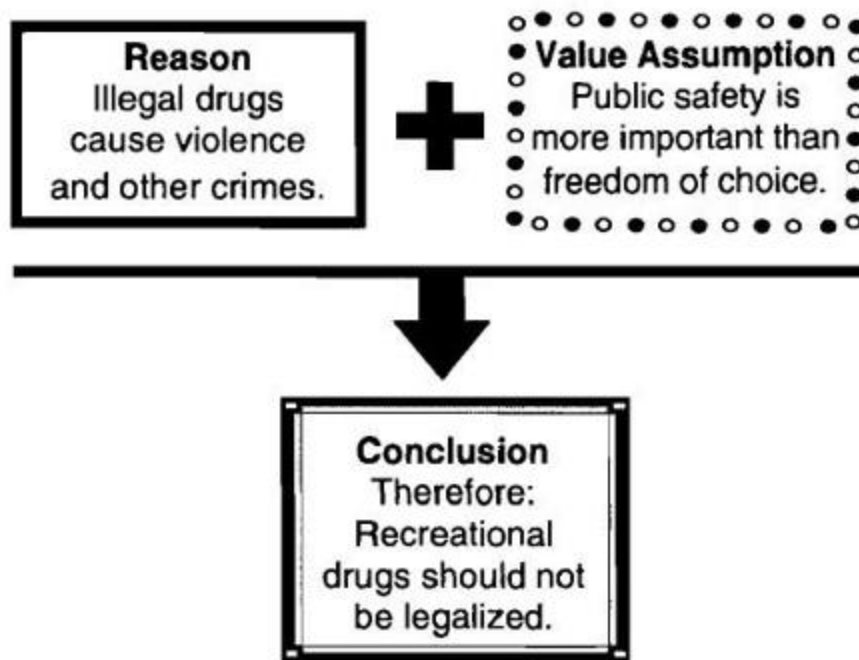 Reason
Illegal drugs
cause violence
and other crimes.
Value Assumption
Public safety is
more important than
freedom of choice.
Conclusion
Therefore:
Recreational
drugs should not
be legalized.